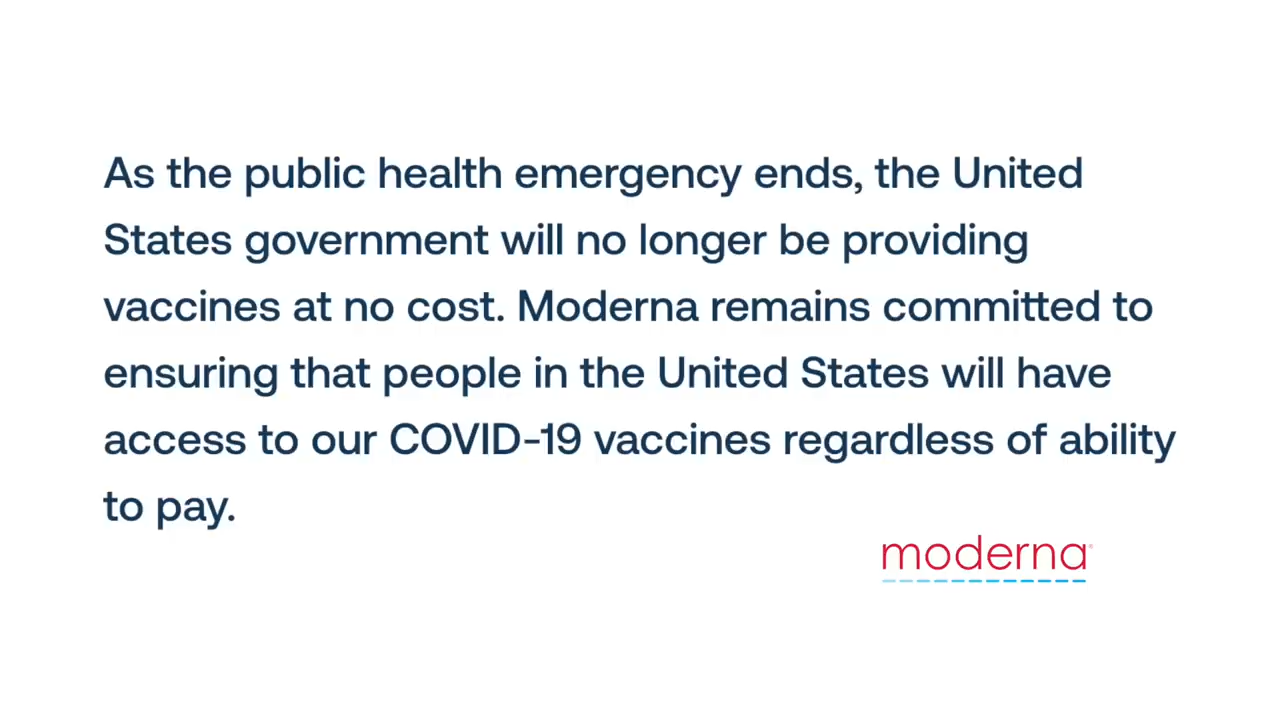 As the public health emergency ends, the United
States government will no longer be providing
vaccines at no cost. Moderna remains committed to
ensuring that people in the United States will have
access to our COVID-19 vaccines regardless of ability
to pay.
moderna